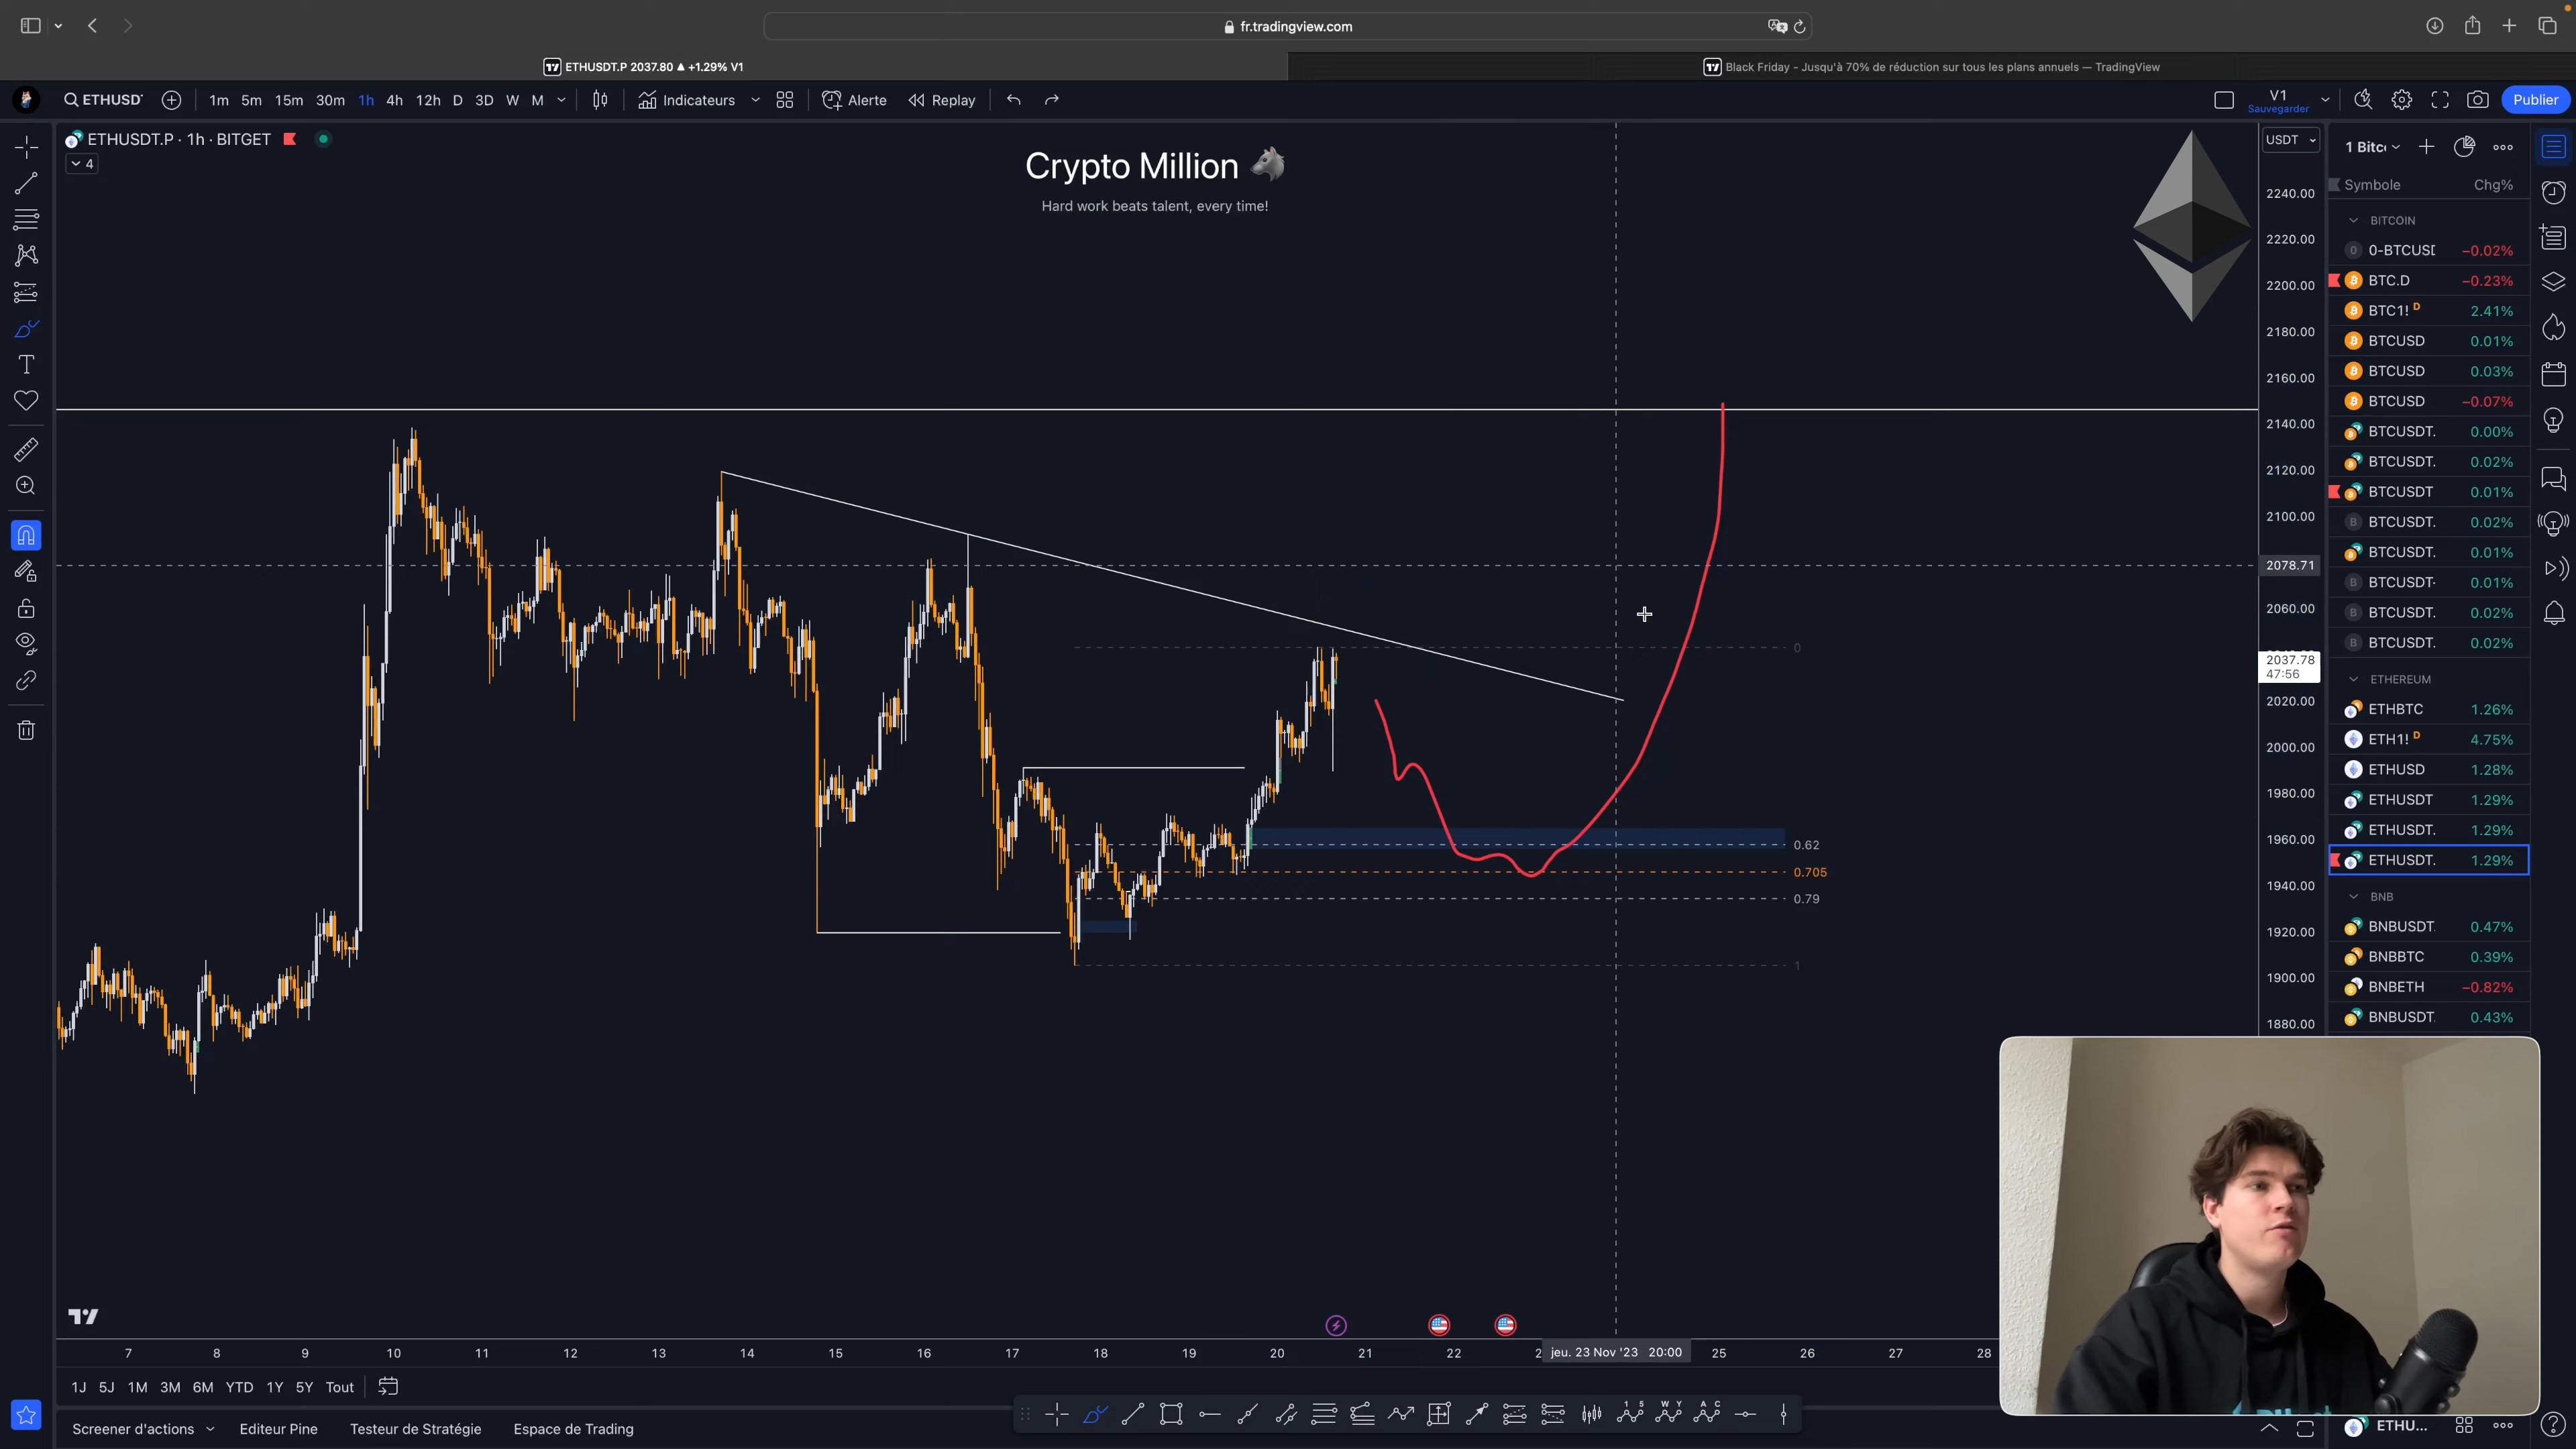 fr.tradingview.com
ETHUSDT.P 2037.80 ▲ +1.29% V1
Black Friday - Jusqu'à 70% de réduction sur tous les plans annuels — TradingView
ETHUSD
1m 5m 15m 30m 1h 4h 12h D 3D W M
Indicateurs
Alerte
Replay
V1
Sauvegarder
Publier
ETHUSDT.P · 1h · BITGET
4
Crypto Million
Hard work beats talent, every time!
USDT
2240.00
2220.00
2200.00
2180.00
2160.00
2140.00
2120.00
2100.00
2078.71
2060.00
2037.78
47:56
2020.00
2000.00
1980.00
1960.00
1940.00
1920.00
1900.00
1880.00
0
0.62
0.705
0.79
1
1 Bitc
Symbole Chg%
BITCOIN
0-BTCUS −0.02%
BTC.D −0.23%
BTC1! D 2.41%
BTCUSD 0.01%
BTCUSD 0.03%
BTCUSD −0.07%
BTCUSDT. 0.00%
BTCUSDT. 0.02%
BTCUSDT 0.01%
BTCUSDT. 0.02%
BTCUSDT. 0.01%
BTCUSDT 0.01%
BTCUSDT. 0.02%
BTCUSDT. 0.02%
ETHEREUM
ETHBTC 1.26%
ETH1! D 4.75%
ETHUSD 1.28%
ETHUSDT 1.29%
ETHUSDT. 1.29%
ETHUSDT. 1.29%
BNB
BNBUSDT 0.47%
BNBBTC 0.39%
BNBETH −0.82%
BNBUSDT 0.43%
7 8 9 10 11 12 13 14 15 16 17 18 19 20 21 22 2 jeu. 23 Nov '23 20:00 25 26 27 28
1J 5J 1M 3M 6M YTD 1Y 5Y Tout
Screener d'actions Editeur Pine Testeur de Stratégie Espace de Trading
ETHU...